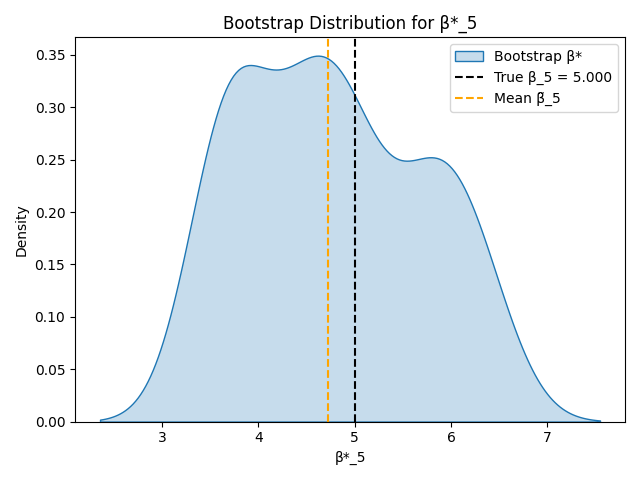 Bootstrap Distribution for β*_5
Bootstrap β*
True β_5 = 5.000
Mean β̂_5
0.35
0.30
0.25
0.20
0.15
0.10
0.05
0.00
Density
3
4
5
6
7
β*_5